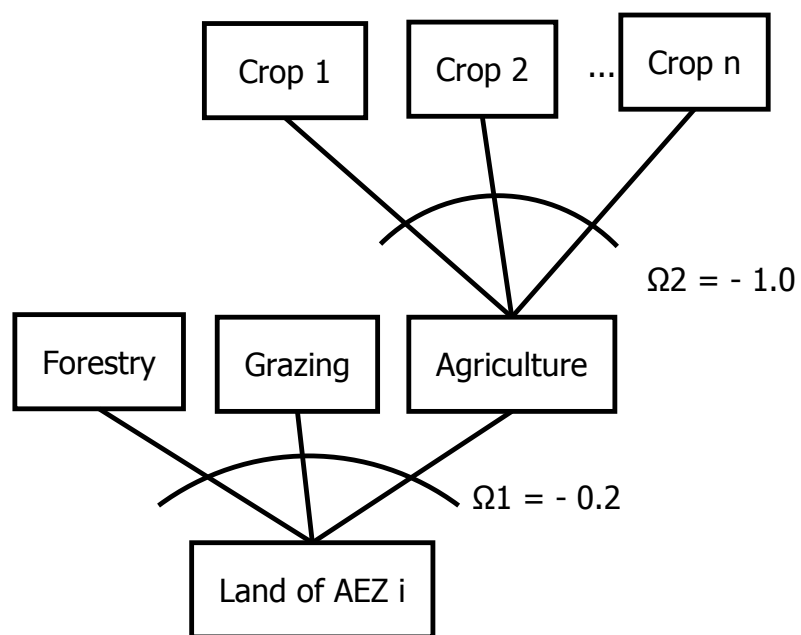 Crop 1
Crop 2
...
Crop n
Ω2 = - 1.0
Forestry
Grazing
Agriculture
Ω1 = - 0.2
Land of AEZ i